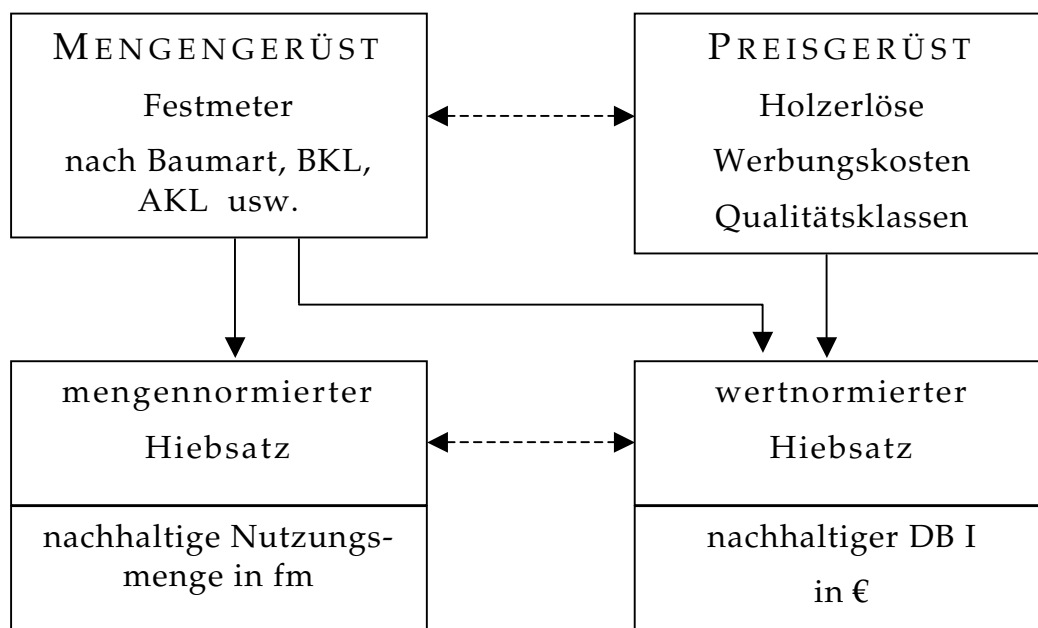 MENGENGERÜST
Festmeter
nach Baumart, BKL,
AKL usw.
PREISGERÜST
Holzerlöse
Werbungskosten
Qualitätsklassen
mengennormierter
Hiebsatz
nachhaltige Nutzungs-
menge in fm
wertnormierter
Hiebsatz
nachhaltiger DB I
in €